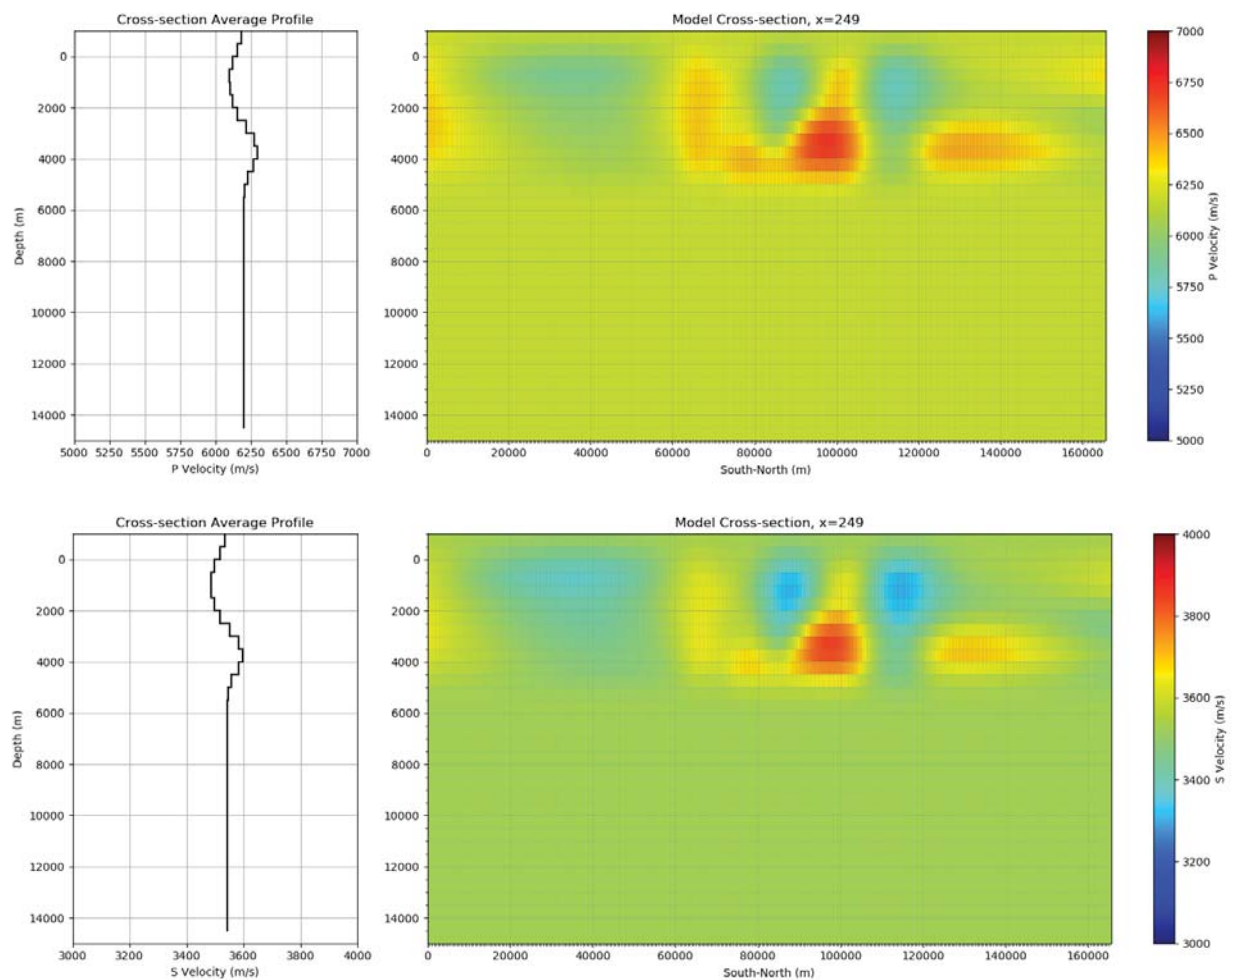 Cross-section Average Profile
Model Cross-section, x=249
0
2000
4000
6000
8000
10000
12000
14000
Depth (m)
5000 5250 5500 5750 6000 6250 6500 6750 7000
P Velocity (m/s)
0
2000
4000
6000
8000
10000
12000
14000
0 20000 40000 60000 80000 100000 120000 140000 160000
South-North (m)
7000
6750
6500
6250
6000
5750
5500
5250
5000
P Velocity (m/s)
Cross-section Average Profile
Model Cross-section, x=249
0
2000
4000
6000
8000
10000
12000
14000
Depth (m)
3000 3200 3400 3600 3800 4000
S Velocity (m/s)
0
2000
4000
6000
8000
10000
12000
14000
0 20000 40000 60000 80000 100000 120000 140000 160000
South-North (m)
4000
3800
3600
3400
3200
3000
S Velocity (m/s)